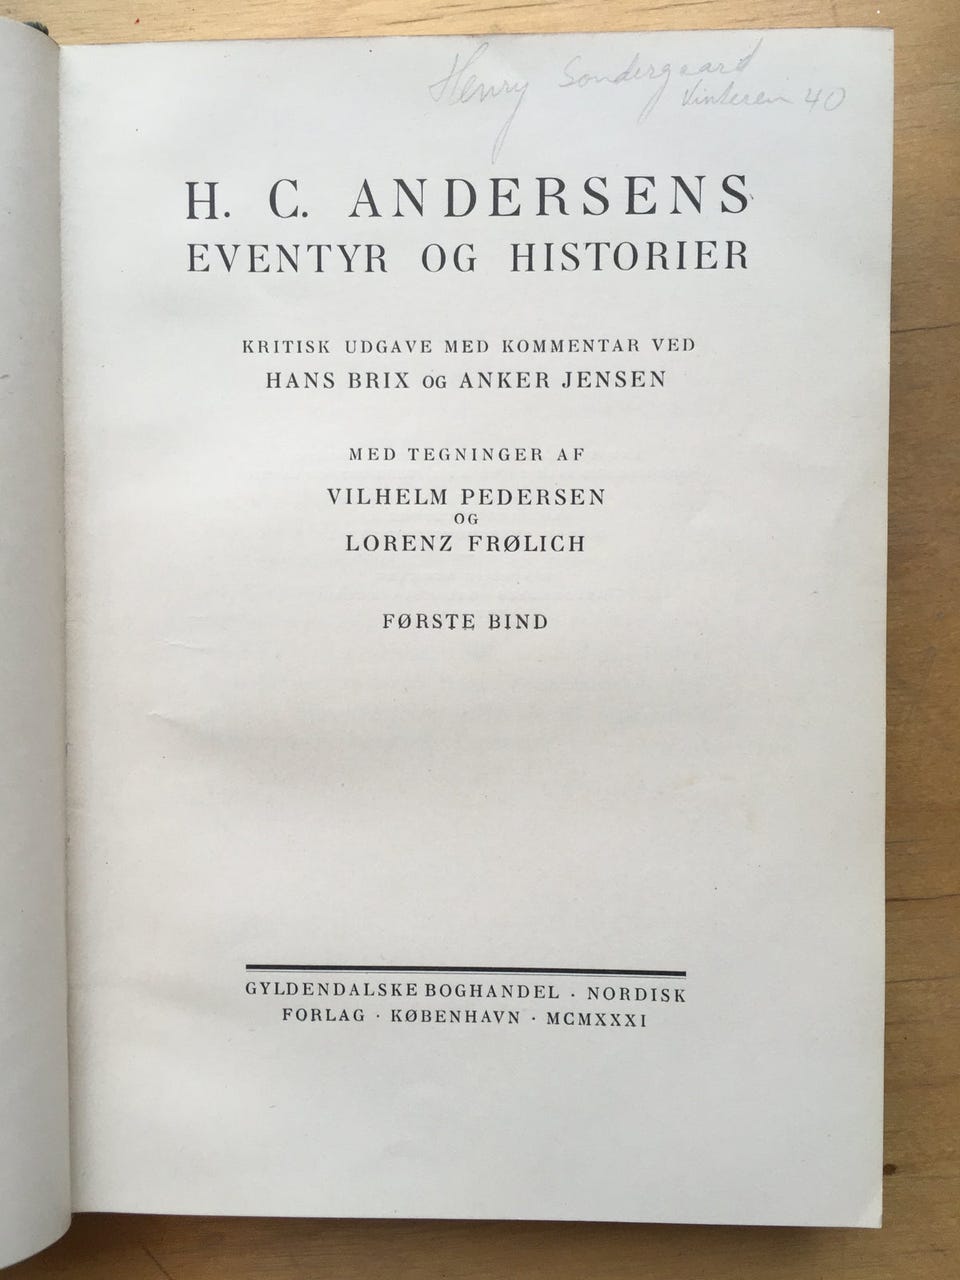 Henry Sondergaard
Vinteren 40
H. C. ANDERSENS
EVENTYR OG HISTORIER
KRITISK UDGAVE MED KOMMENTAR VED
HANS BRIX OG ANKER JENSEN
MED TEGNINGER AF
VILHELM PEDERSEN
OG
LORENZ FRØLICH
FØRSTE BIND
GYLDENDALSKE BOGHANDEL · NORDISK
FORLAG · KØBENHAVN · MCMXXXI